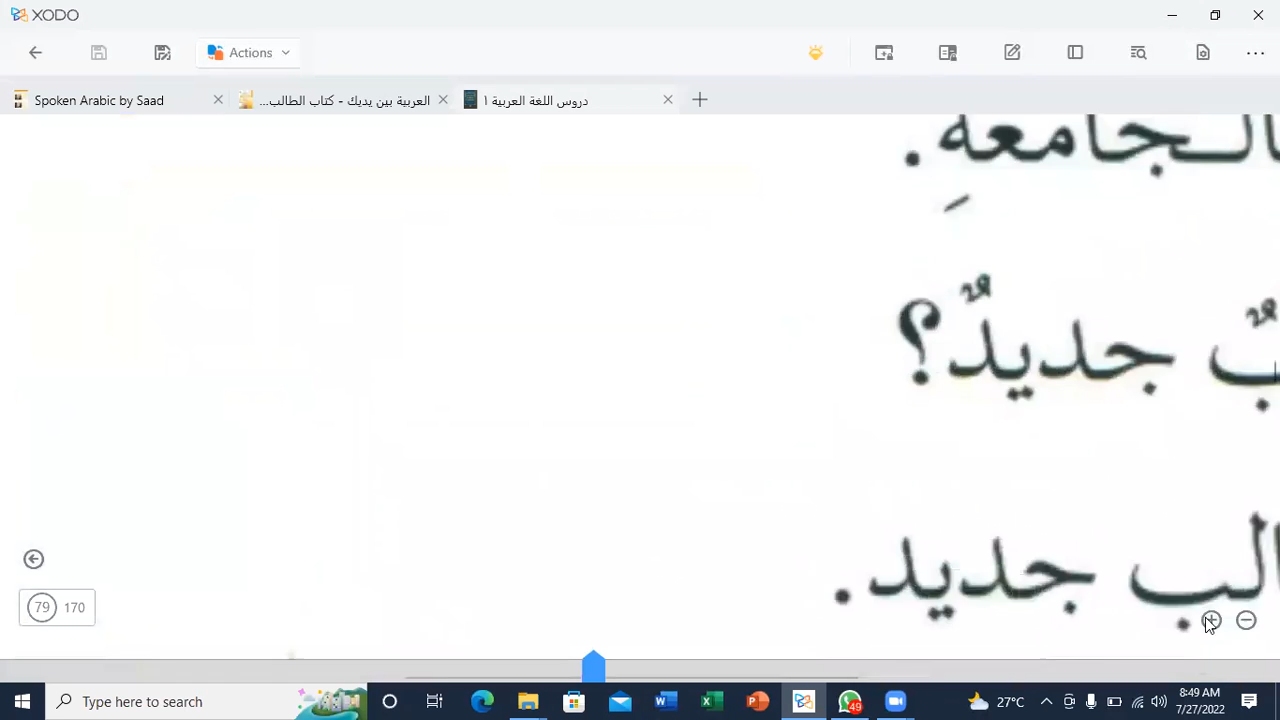 XODO
Actions
Spoken Arabic by Saad
العربية بين يديك - كتاب الطالب...
دروس اللغة العربية ١
الجامعةِ.
جديدٌ؟
جديد.
79 170
Type here to search
49
27°C
8:49 AM
7/27/2022